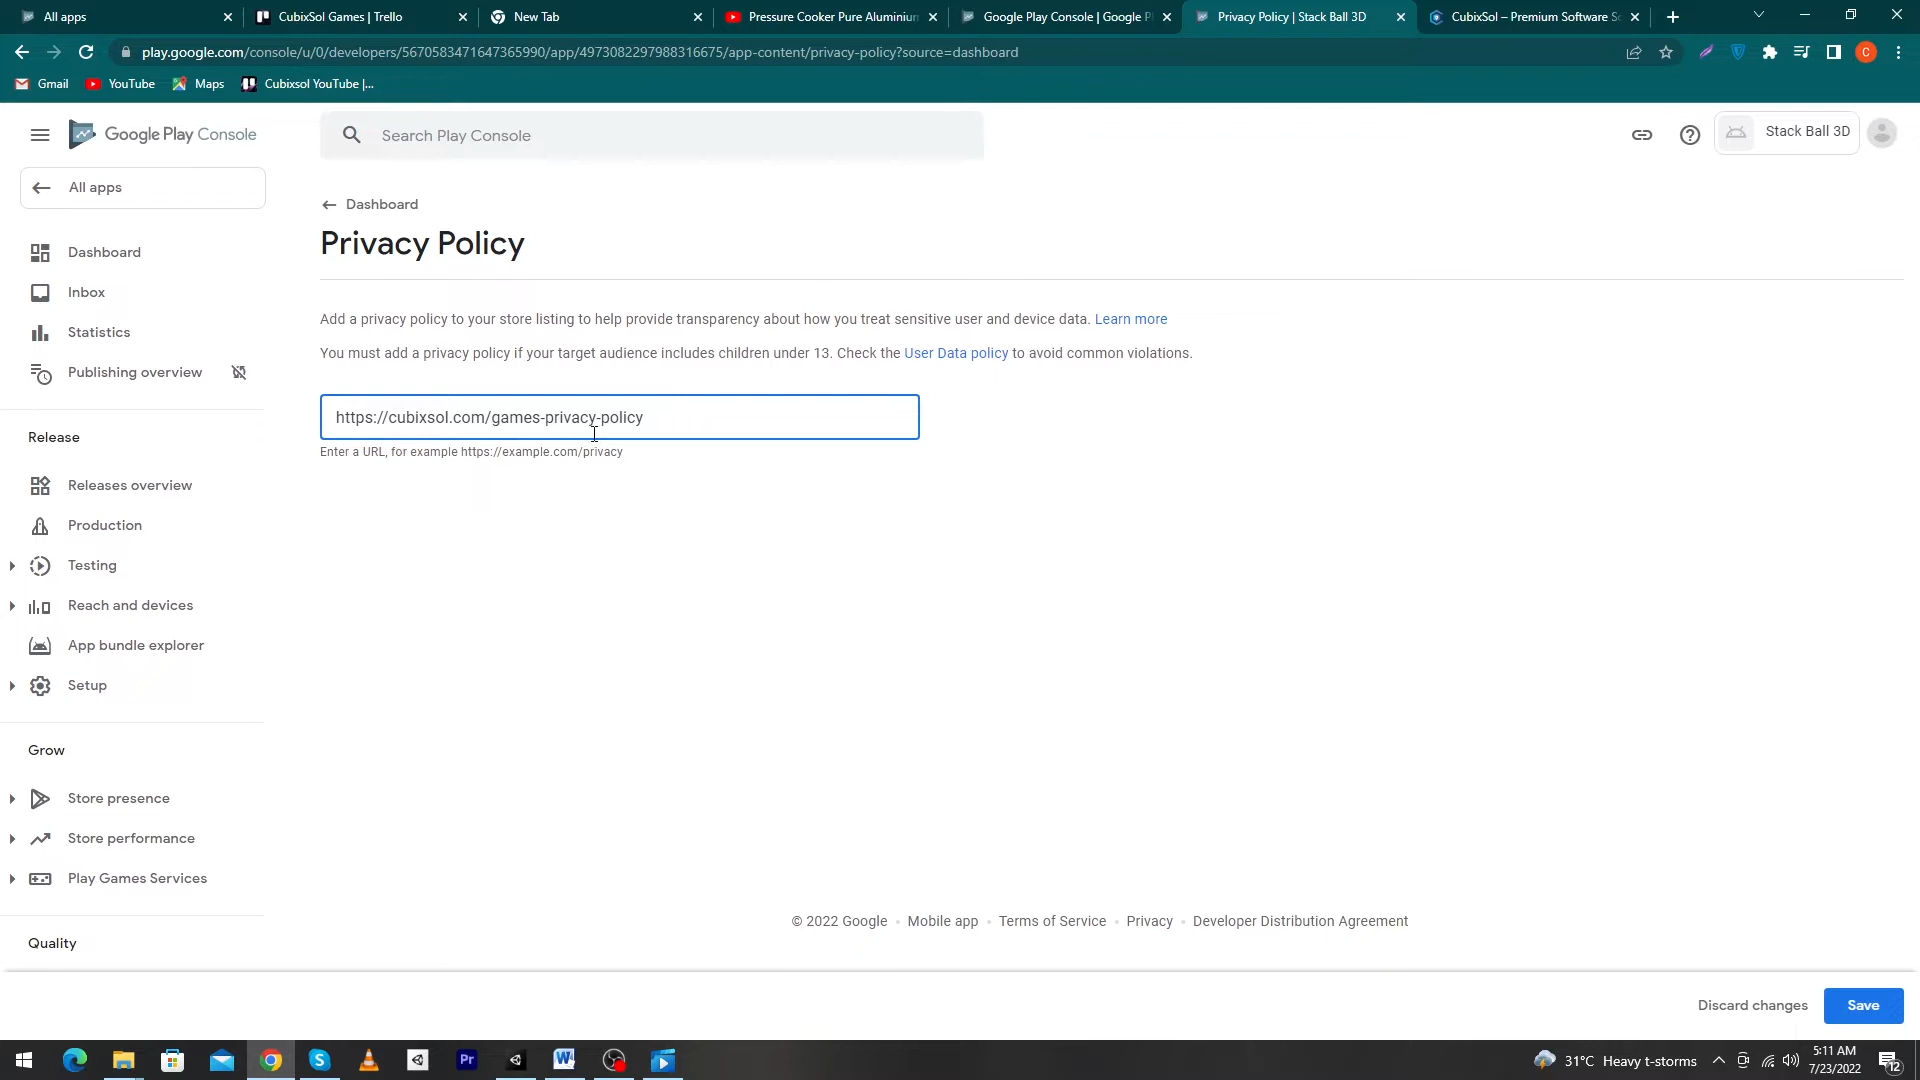 All apps
CubixSol Games | Trello
New Tab
Pressure Cooker Pure Aluminiun
Google Play Console | Google P
Privacy Policy | Stack Ball 3D
CubixSol – Premium Software So
play.google.com/console/u/0/developers/5670583471647365990/app/4973082297988316675/app-content/privacy-policy?source=dashboard
C
Gmail
YouTube
Maps
Cubixsol YouTube |...
Google Play Console
Search Play Console
Stack Ball 3D
All apps
Dashboard
Privacy Policy
Dashboard
Inbox
Statistics
Publishing overview
Add a privacy policy to your store listing to help provide transparency about how you treat sensitive user and device data. Learn more
You must add a privacy policy if your target audience includes children under 13. Check the User Data policy to avoid common violations.
https://cubixsol.com/games-privacy-policy
Enter a URL, for example https://example.com/privacy
Release
Releases overview
Production
Testing
Reach and devices
App bundle explorer
Setup
Grow
Store presence
Store performance
Play Games Services
Quality
© 2022 Google
Mobile app
Terms of Service
Privacy
Developer Distribution Agreement
Discard changes
Save
31°C Heavy t-storms
5:11 AM
7/23/2022
12